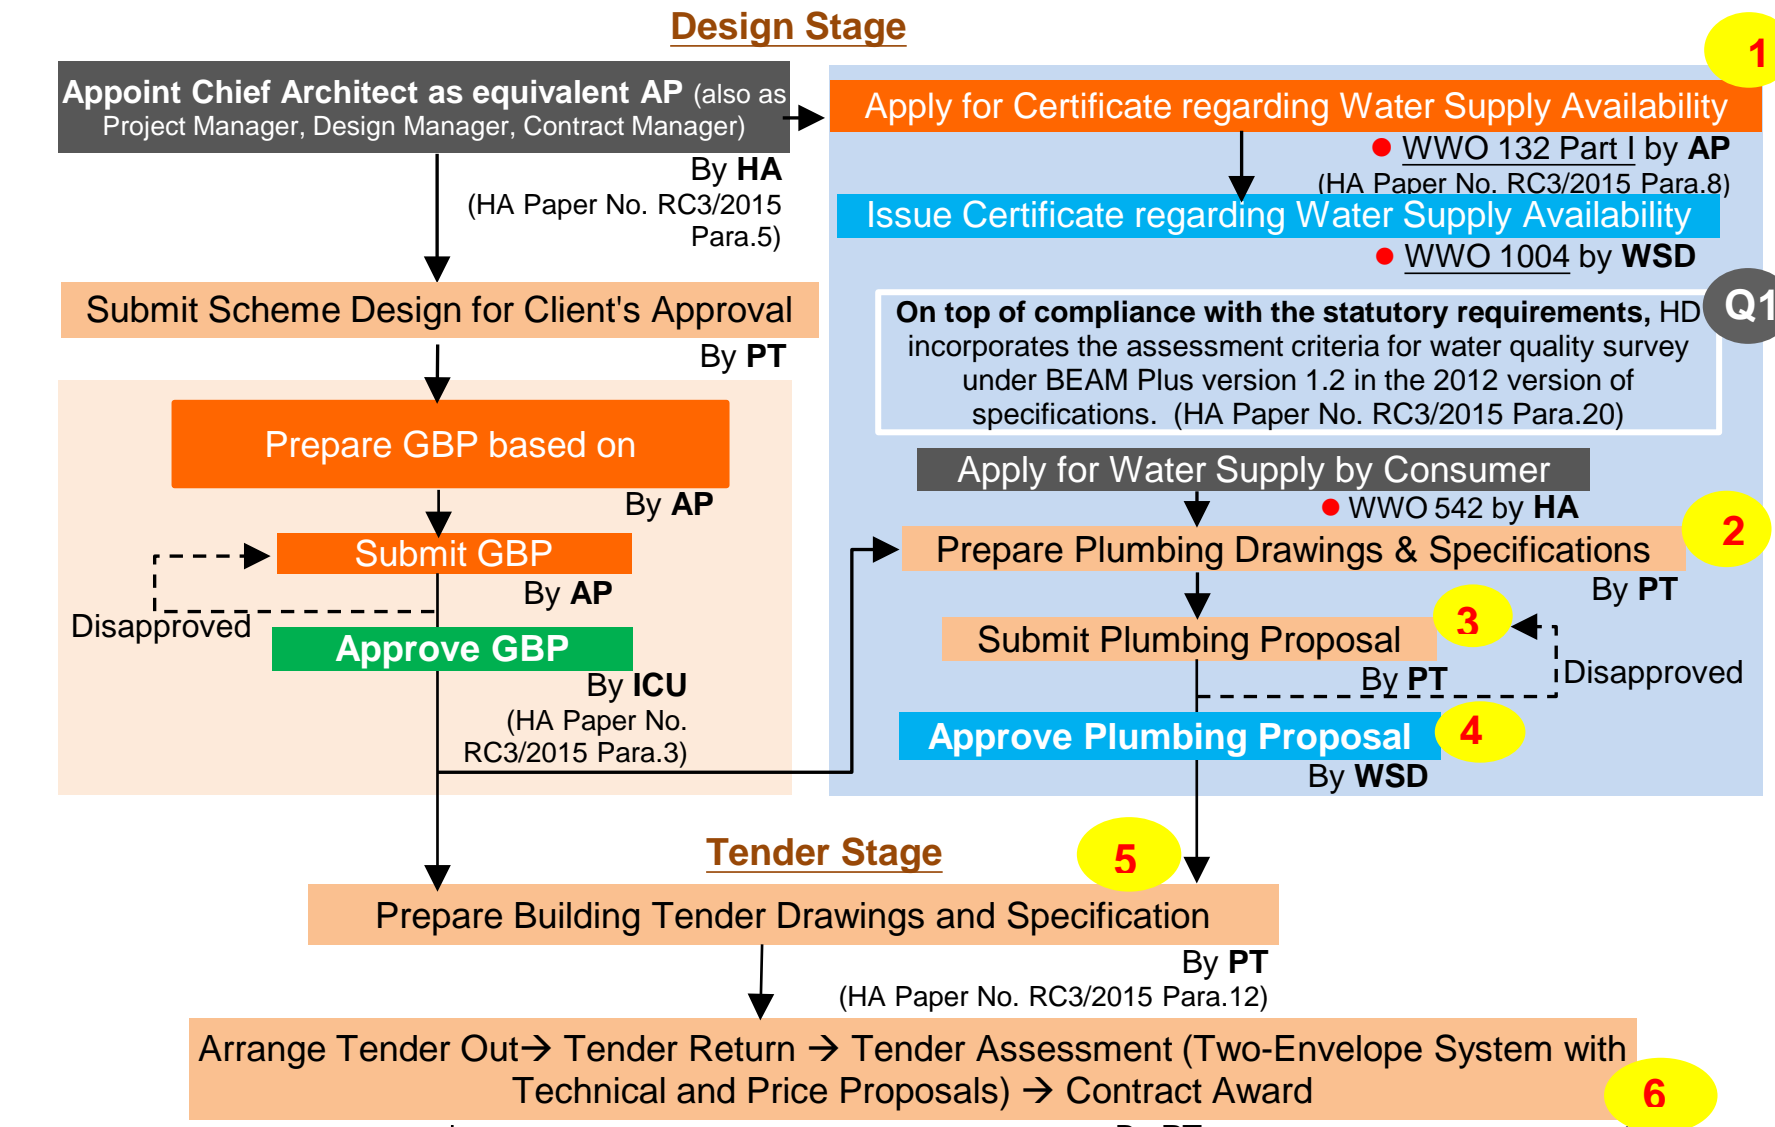 Design Stage
1
Appoint Chief Architect as equivalent AP (also as
Project Manager, Design Manager, Contract Manager)
By HA
(HA Paper No. RC3/2015
Para.5)
Apply for Certificate regarding Water Supply Availability
WWO 132 Part I by AP
(HA Paper No. RC3/2015 Para.8)
Issue Certificate regarding Water Supply Availability
WWO 1004 by WSD
Submit Scheme Design for Client's Approval
By PT
Q1
On top of compliance with the statutory requirements, HD
incorporates the assessment criteria for water quality survey
under BEAM Plus version 1.2 in the 2012 version of
specifications. (HA Paper No. RC3/2015 Para.20)
Prepare GBP based on
By AP
Submit GBP
By AP
Disapproved
Approve GBP
By ICU
(HA Paper No.
RC3/2015 Para.3)
Apply for Water Supply by Consumer
WWO 542 by HA
2
Prepare Plumbing Drawings & Specifications
By PT
3
Submit Plumbing Proposal
By PT
Disapproved
Approve Plumbing Proposal
4
By WSD
Tender Stage
5
Prepare Building Tender Drawings and Specification
By PT
(HA Paper No. RC3/2015 Para.12)
Arrange Tender Out→ Tender Return → Tender Assessment (Two-Envelope System with
Technical and Price Proposals) → Contract Award
6